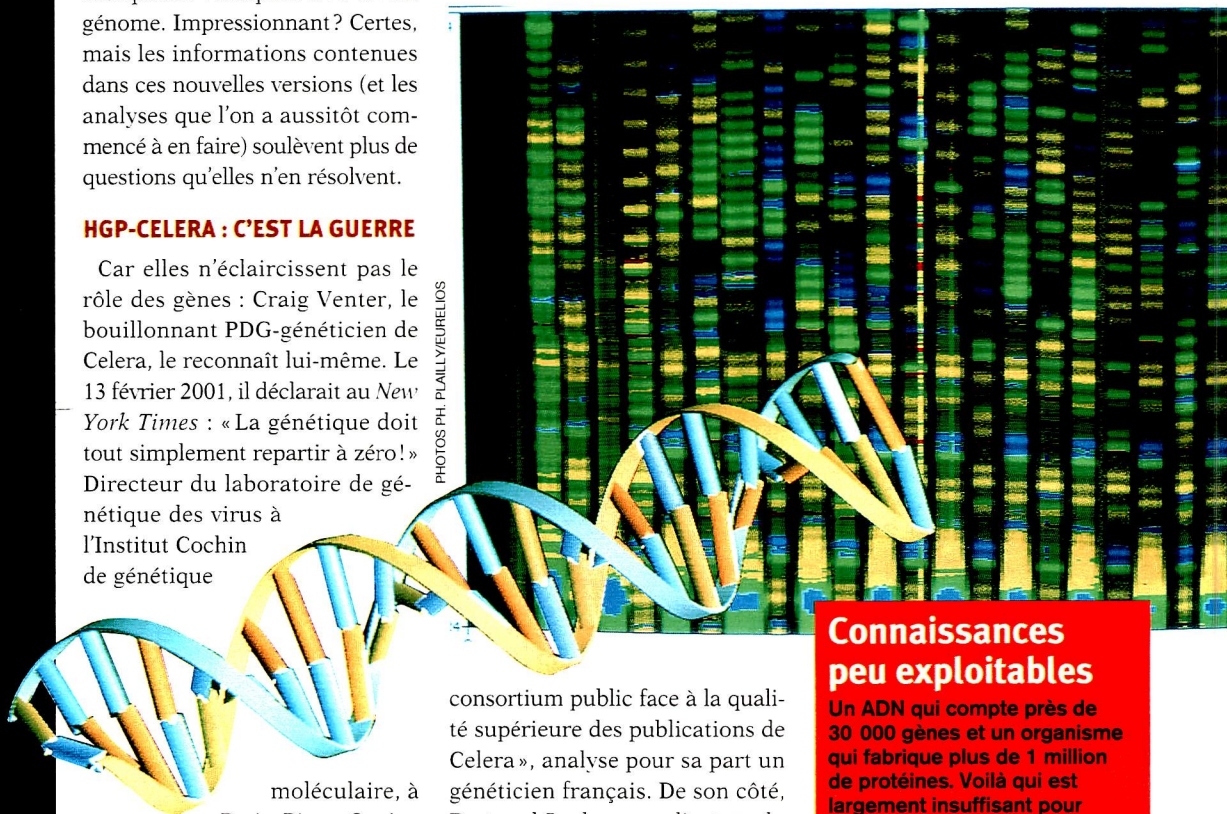 génome. Impressionnant ? Certes,
mais les informations contenues
dans ces nouvelles versions (et les
analyses que l'on a aussitôt com-
mencé à en faire) soulèvent plus de
questions qu'elles n'en résolvent.
HGP-CELERA : C'EST LA GUERRE
Car elles n'éclaircissent pas le
rôle des gènes : Craig Venter, le
bouillonnant PDG-généticien de
Celera, le reconnaît lui-même. Le
13 février 2001, il déclarait au New
York Times : « La génétique doit
tout simplement repartir à zéro ! »
Directeur du laboratoire de gé-
nétique des virus à
l'Institut Cochin
de génétique
moléculaire, à
PHOTOS PH. PLAILLY/EURELIOS
consortium public face à la quali-
té supérieure des publications de
Celera », analyse pour sa part un
généticien français. De son côté,
Connaissances
peu exploitables
Un ADN qui compte près de
30 000 gènes et un organisme
qui fabrique plus de 1 million
de protéines. Voilà qui est
largement insuffisant pour